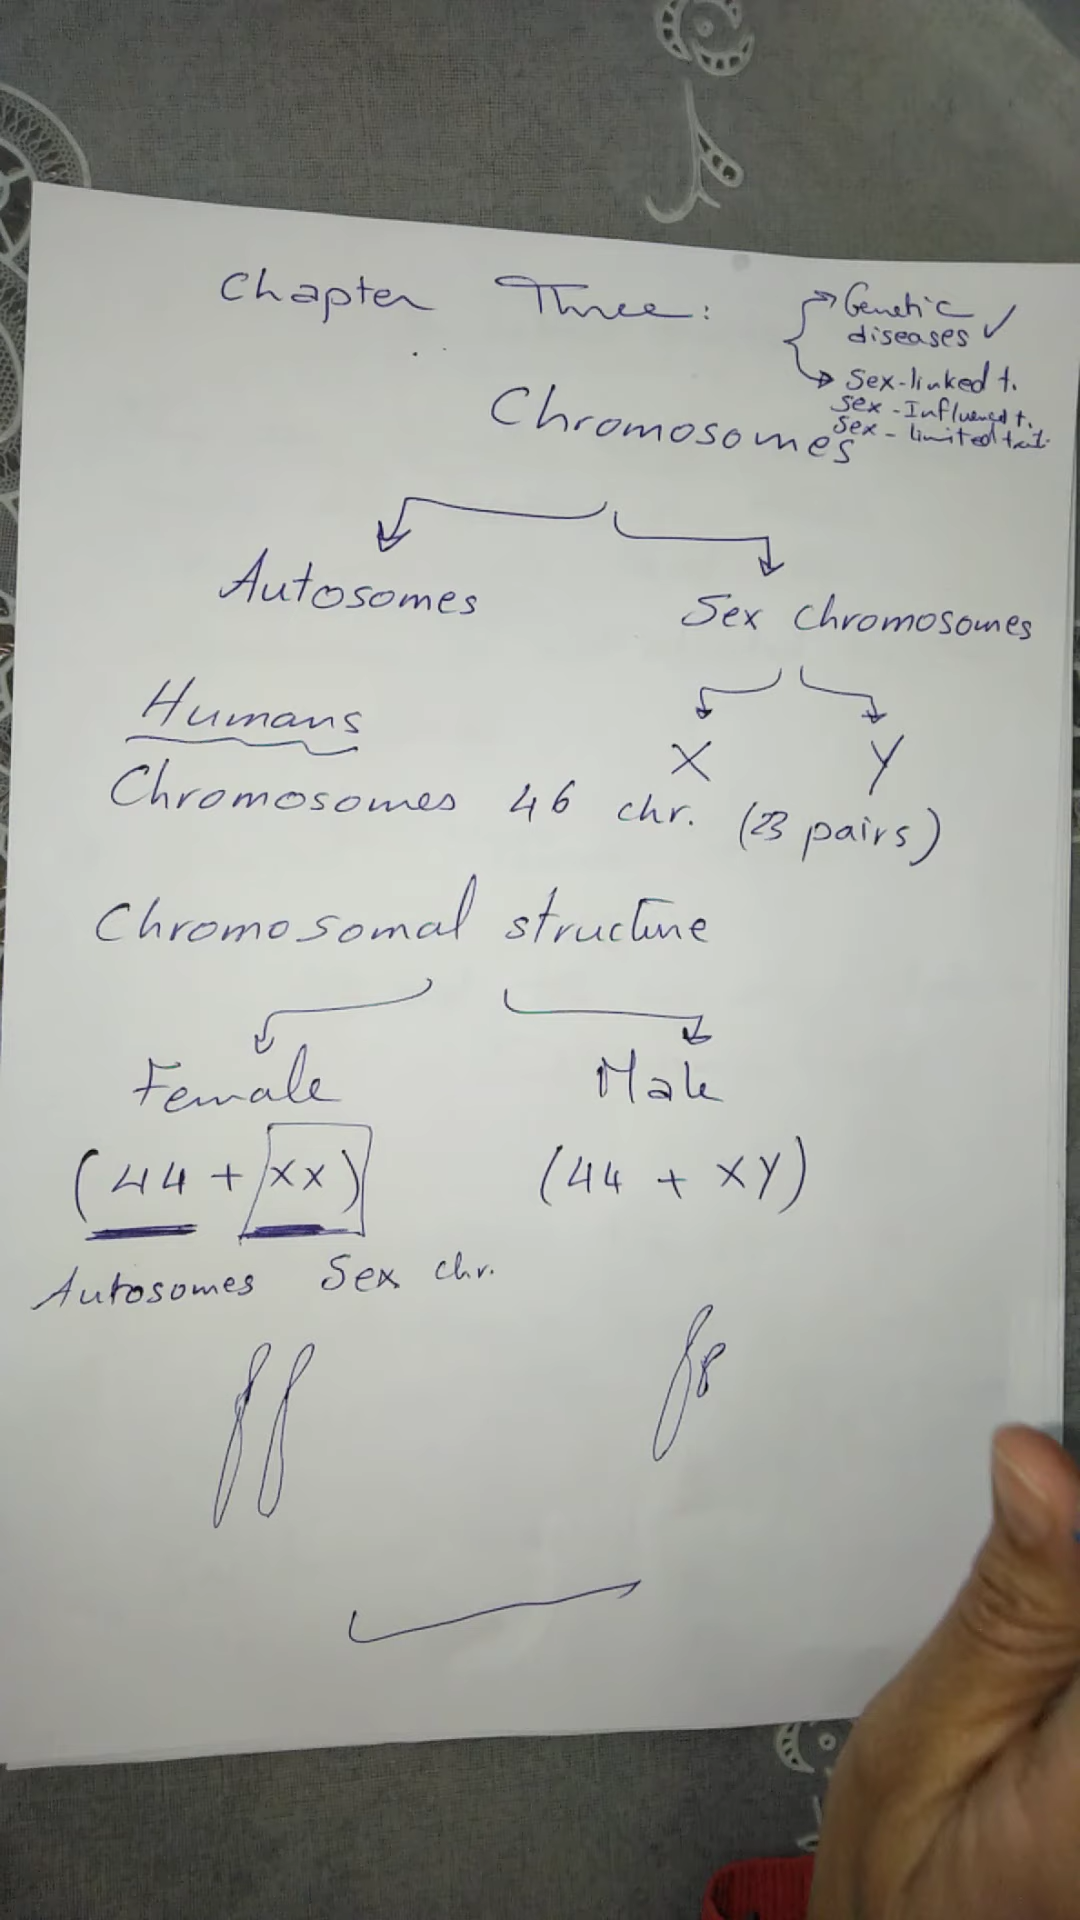 Chapter Three:
Genetic
diseases
Sex-linked t.
sex-Influenced t.
Sex-limited trait
Chromosomes
Autosomes
Sex chromosomes
Humans
X Y
Chromosomes 46 chr. (23 pairs)
Chromosomal structure
Female Male
(44 + XX) (44 + XY)
Autosomes Sex chr.